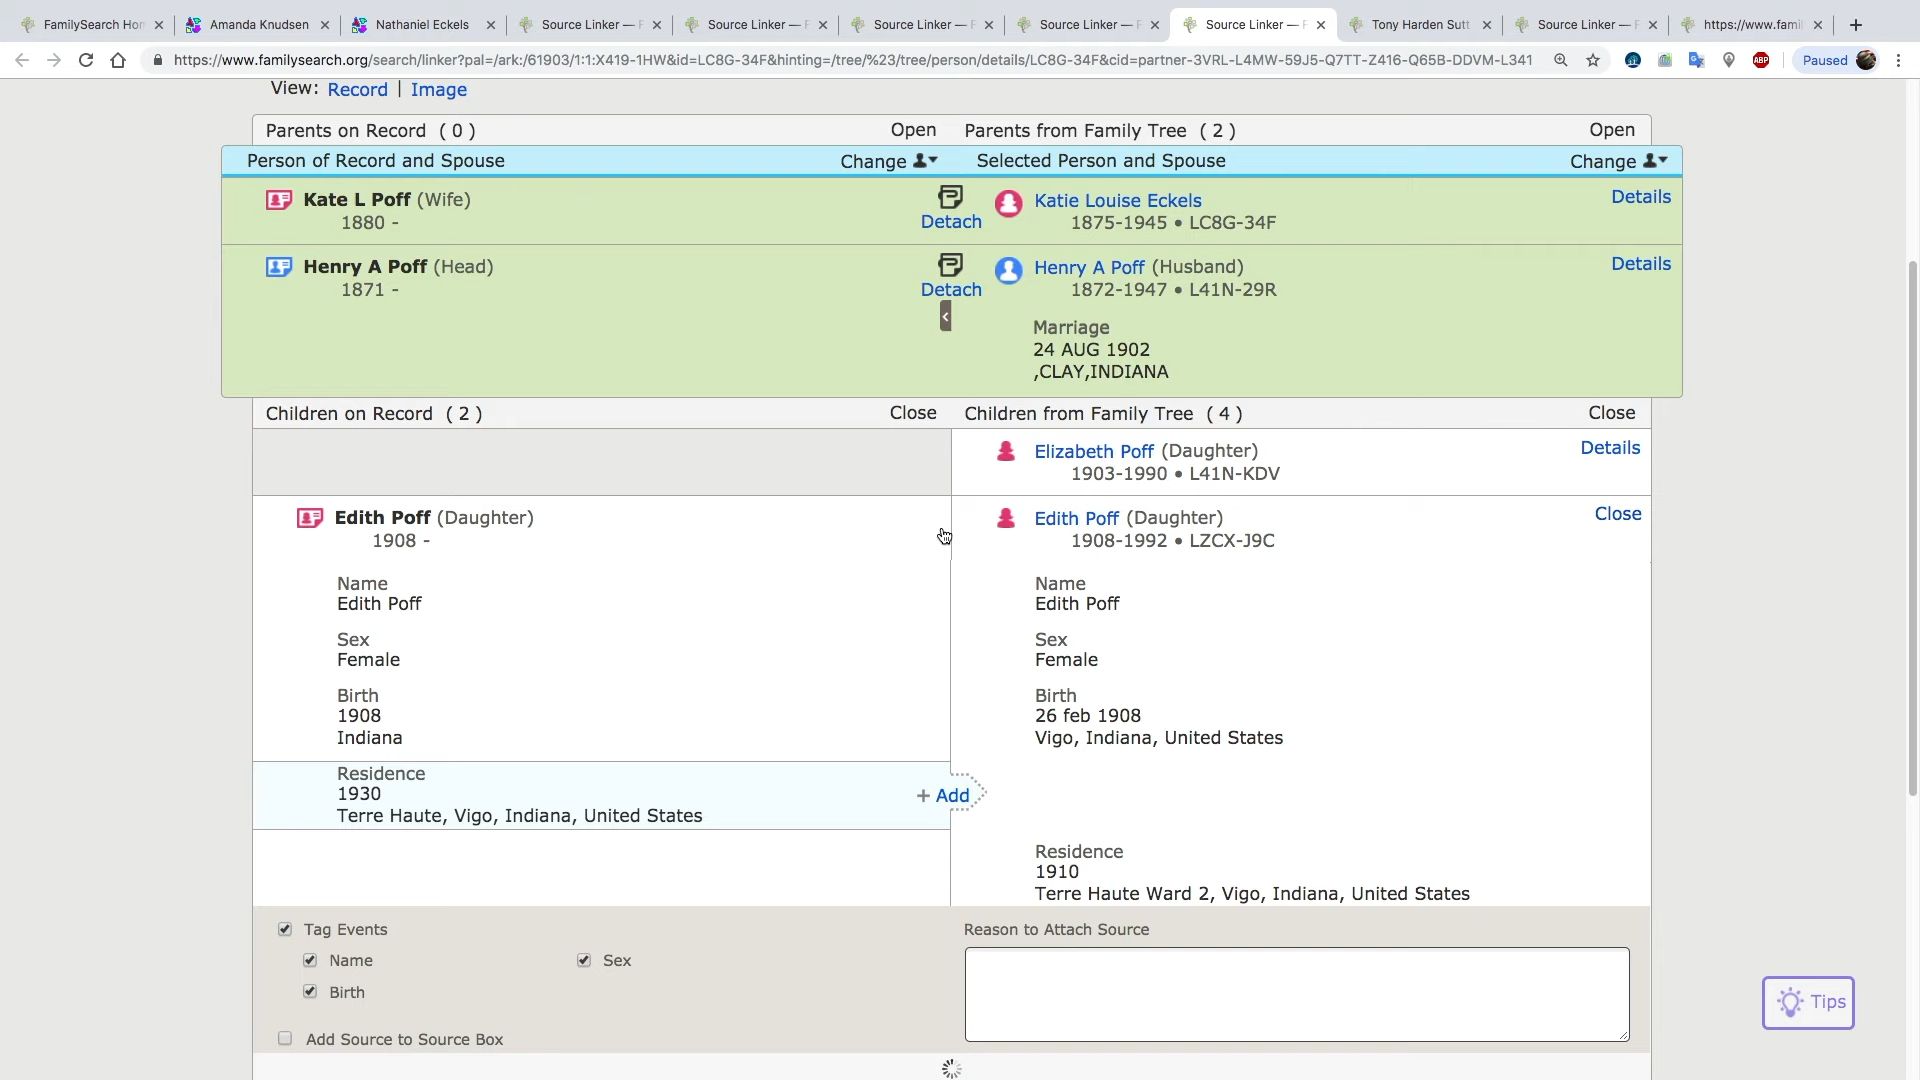 FamilySearch Hom
Amanda Knudsen
Nathaniel Eckels
Source Linker — F
Source Linker — F
Source Linker — F
Source Linker — F
Source Linker — F
Tony Harden Sutt
Source Linker — F
https://www.famil
https://www.familysearch.org/search/linker?pal=/ark:/61903/1:1:X419-1HW&id=LC8G-34F&hinting=/tree/%23/tree/person/details/LC8G-34F&cid=partner-3VRL-L4MW-59J5-Q7TT-Z416-Q65B-DDVM-L341
ABP
Paused
View: Record | Image
Parents on Record ( 0 ) Open Parents from Family Tree ( 2 ) Open
Person of Record and Spouse Change Selected Person and Spouse Change
Kate L Poff (Wife)
1880 -
Detach
Katie Louise Eckels
1875-1945 • LC8G-34F
Details
Henry A Poff (Head)
1871 -
Detach
Henry A Poff (Husband)
1872-1947 • L41N-29R
Details
Marriage
24 AUG 1902
,CLAY,INDIANA
Children on Record ( 2 ) Close Children from Family Tree ( 4 ) Close
Elizabeth Poff (Daughter)
1903-1990 • L41N-KDV
Details
Edith Poff (Daughter)
1908 -
Edith Poff (Daughter)
1908-1992 • LZCX-J9C
Close
Name
Edith Poff
Name
Edith Poff
Sex
Female
Sex
Female
Birth
1908
Indiana
Birth
26 feb 1908
Vigo, Indiana, United States
Residence
1930
Terre Haute, Vigo, Indiana, United States
+ Add
Residence
1910
Terre Haute Ward 2, Vigo, Indiana, United States
Tag Events
Name
Sex
Birth
Add Source to Source Box
Reason to Attach Source
Tips